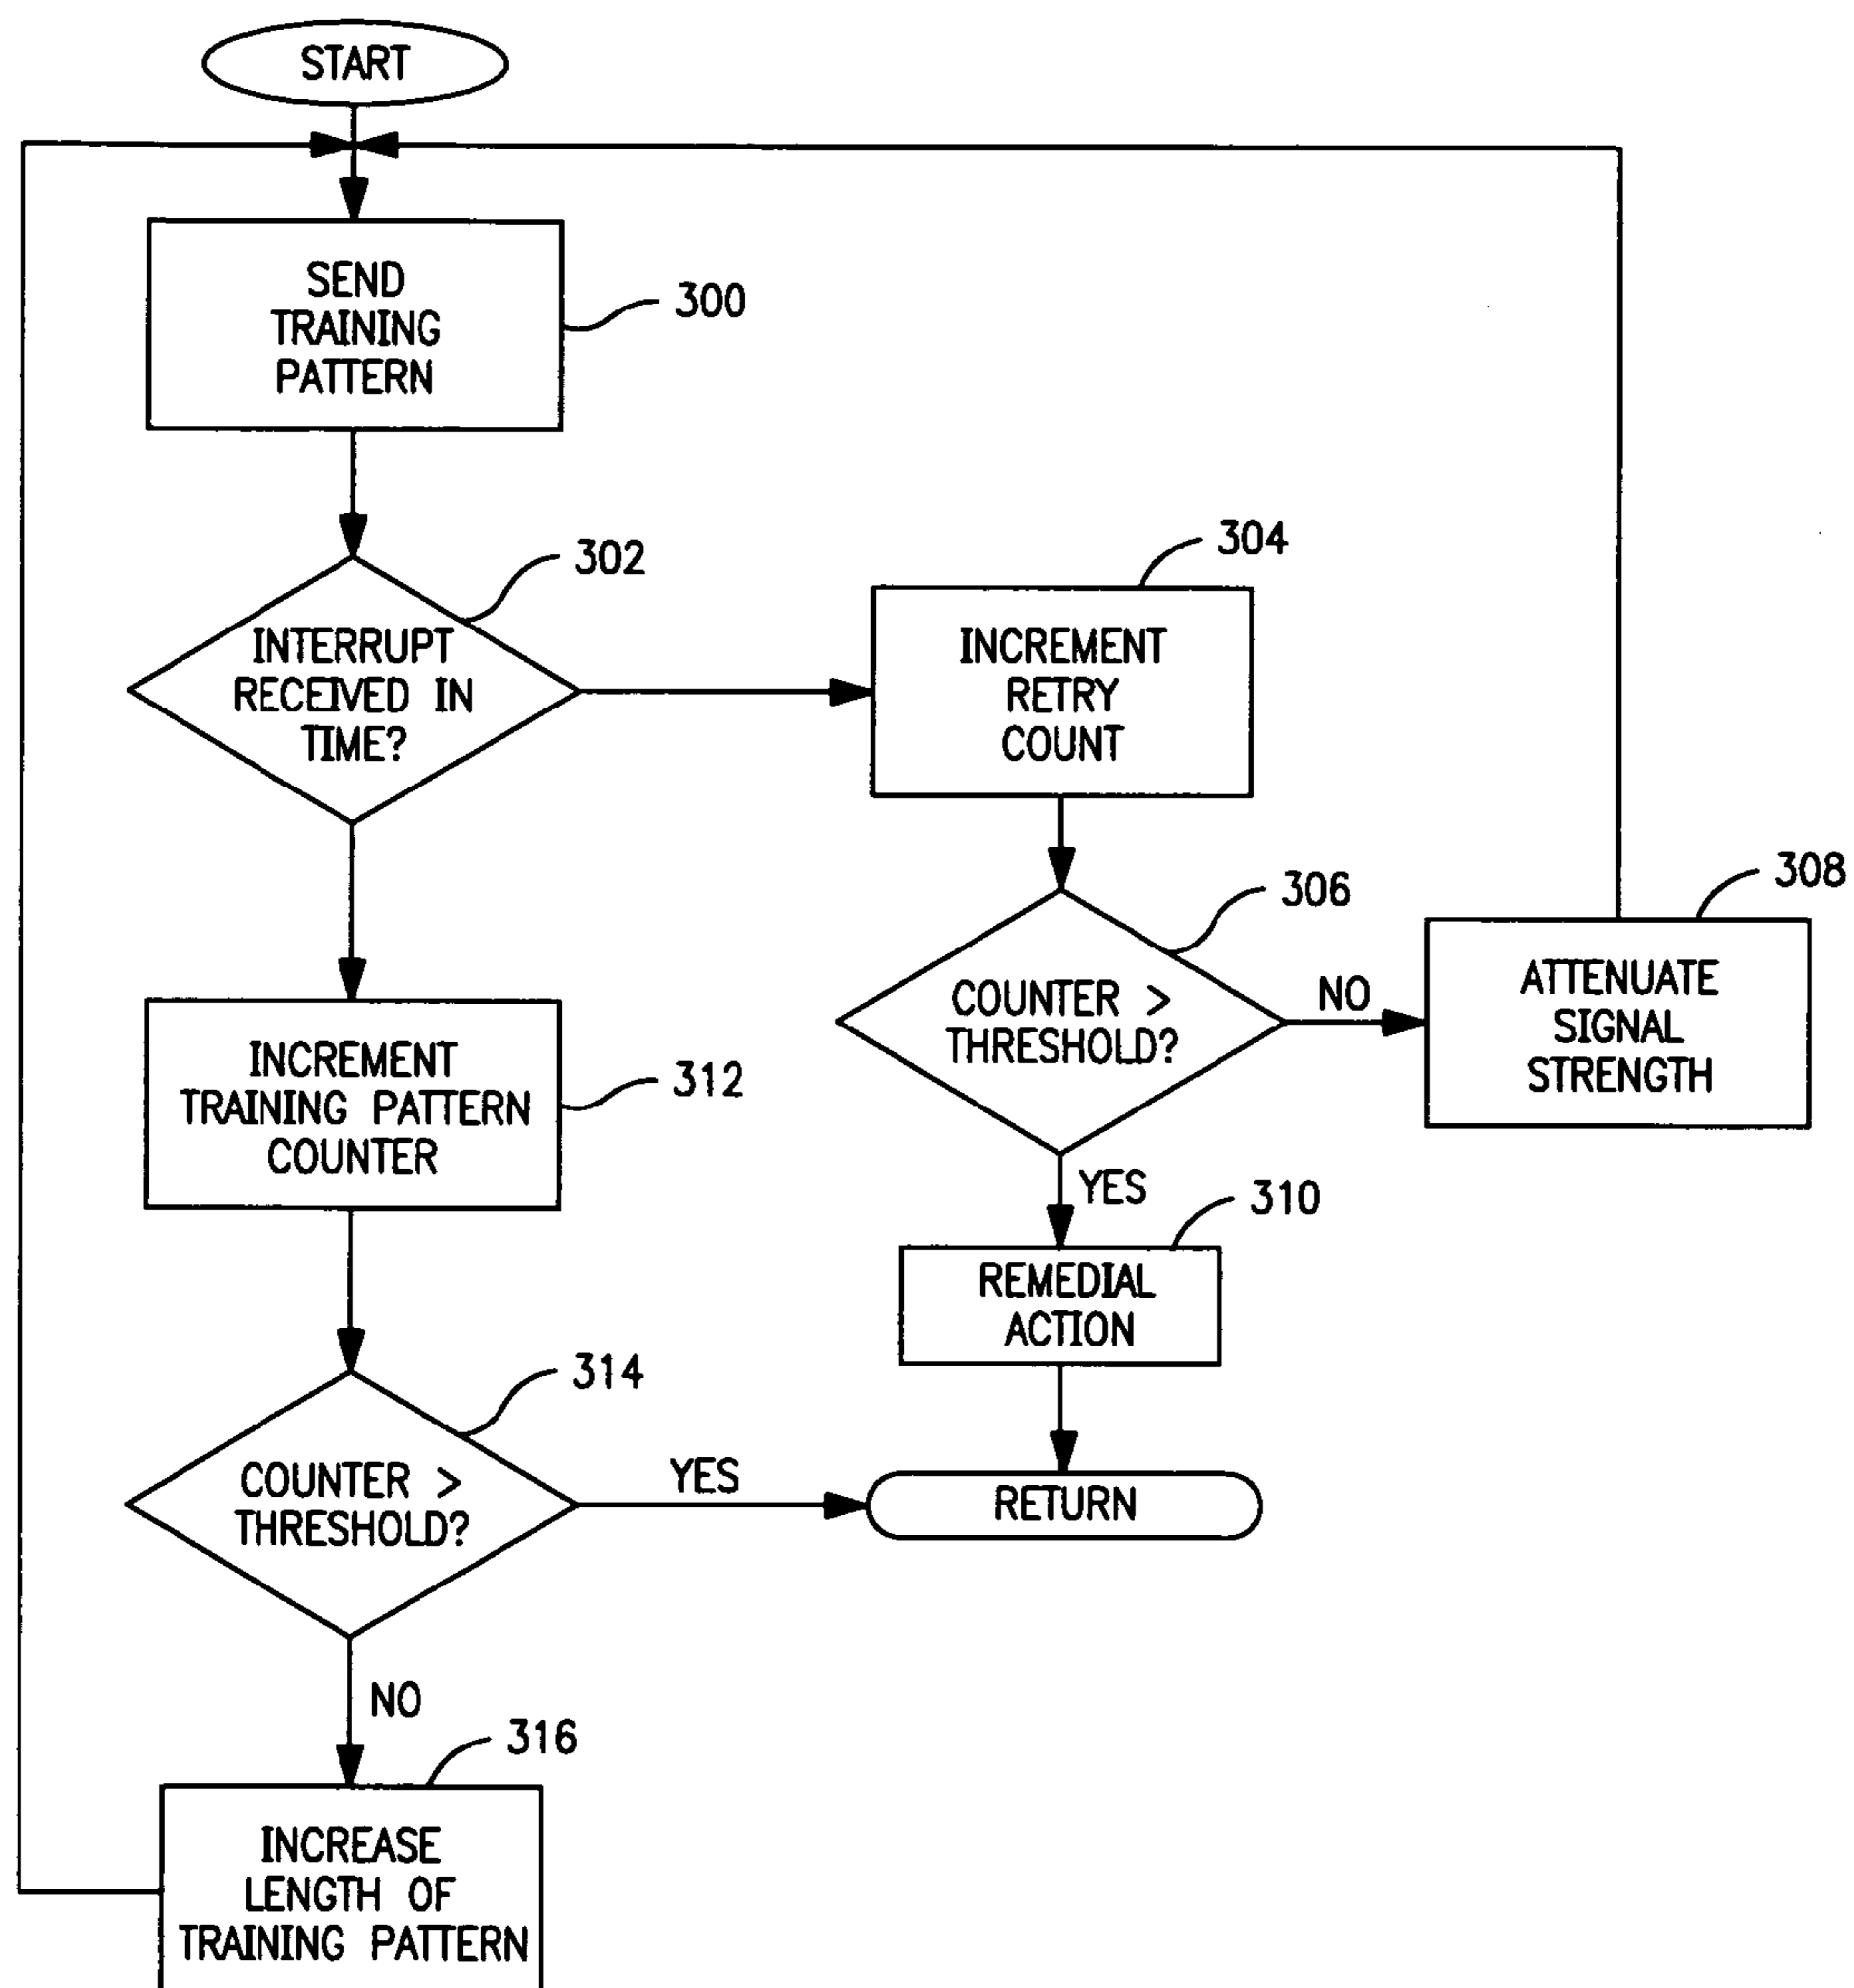 START
SEND
TRAINING
PATTERN
300
INTERRUPT
RECEIVED IN
TIME?
302
INCREMENT
RETRY
COUNT
304
COUNTER >
THRESHOLD?
306
NO
ATTENUATE
SIGNAL
STRENGTH
308
YES
REMEDIAL
ACTION
310
INCREMENT
TRAINING PATTERN
COUNTER
312
COUNTER >
THRESHOLD?
314
YES
RETURN
NO
INCREASE
LENGTH OF
TRAINING PATTERN
316